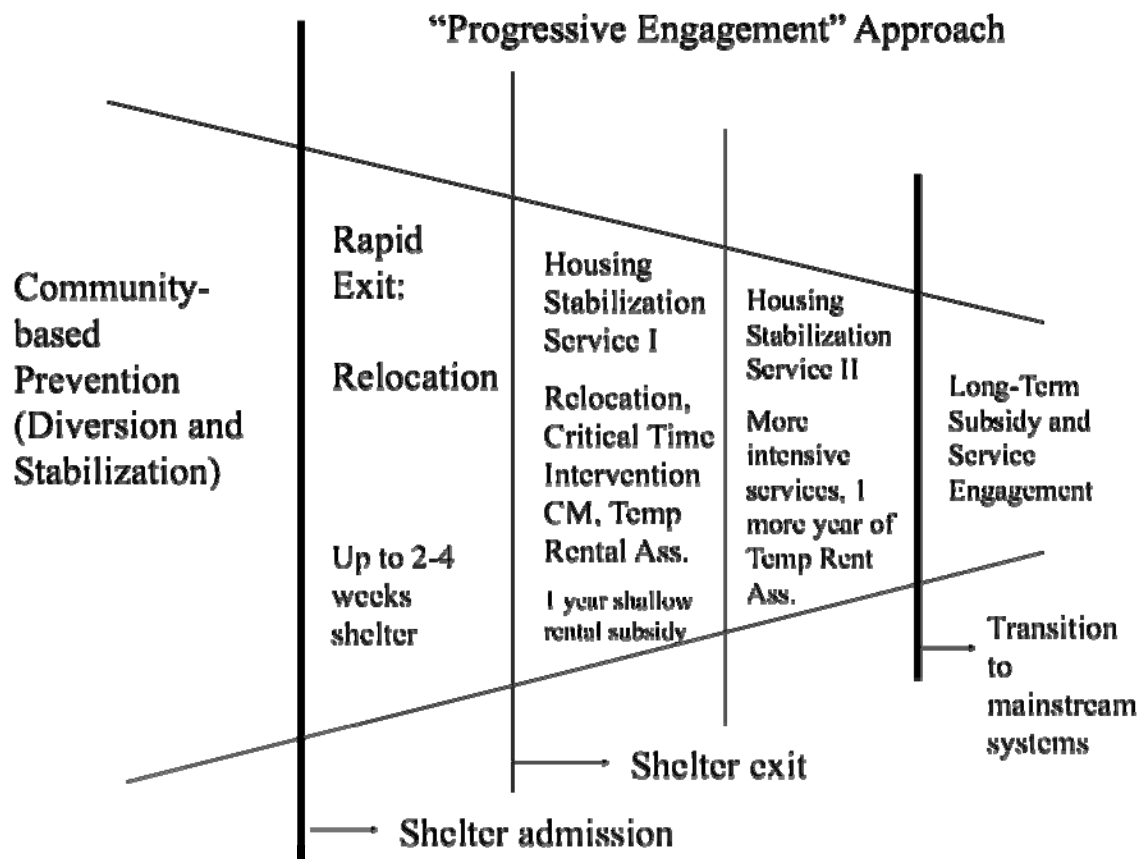 “Progressive Engagement” Approach
Community-
based
Prevention
(Diversion and
Stabilization)
Rapid
Exit:
Relocation
Up to 2-4
weeks
shelter
Housing
Stabilization
Service I
Relocation,
Critical Time
Intervention
CM, Temp
Rental Ass.
1 year shallow
rental subsidy
Housing
Stabilization
Service II
More
intensive
services, 1
more year of
Temp Rent
Ass.
Long-Term
Subsidy and
Service
Engagement
Transition
to
mainstream
systems
Shelter exit
Shelter admission